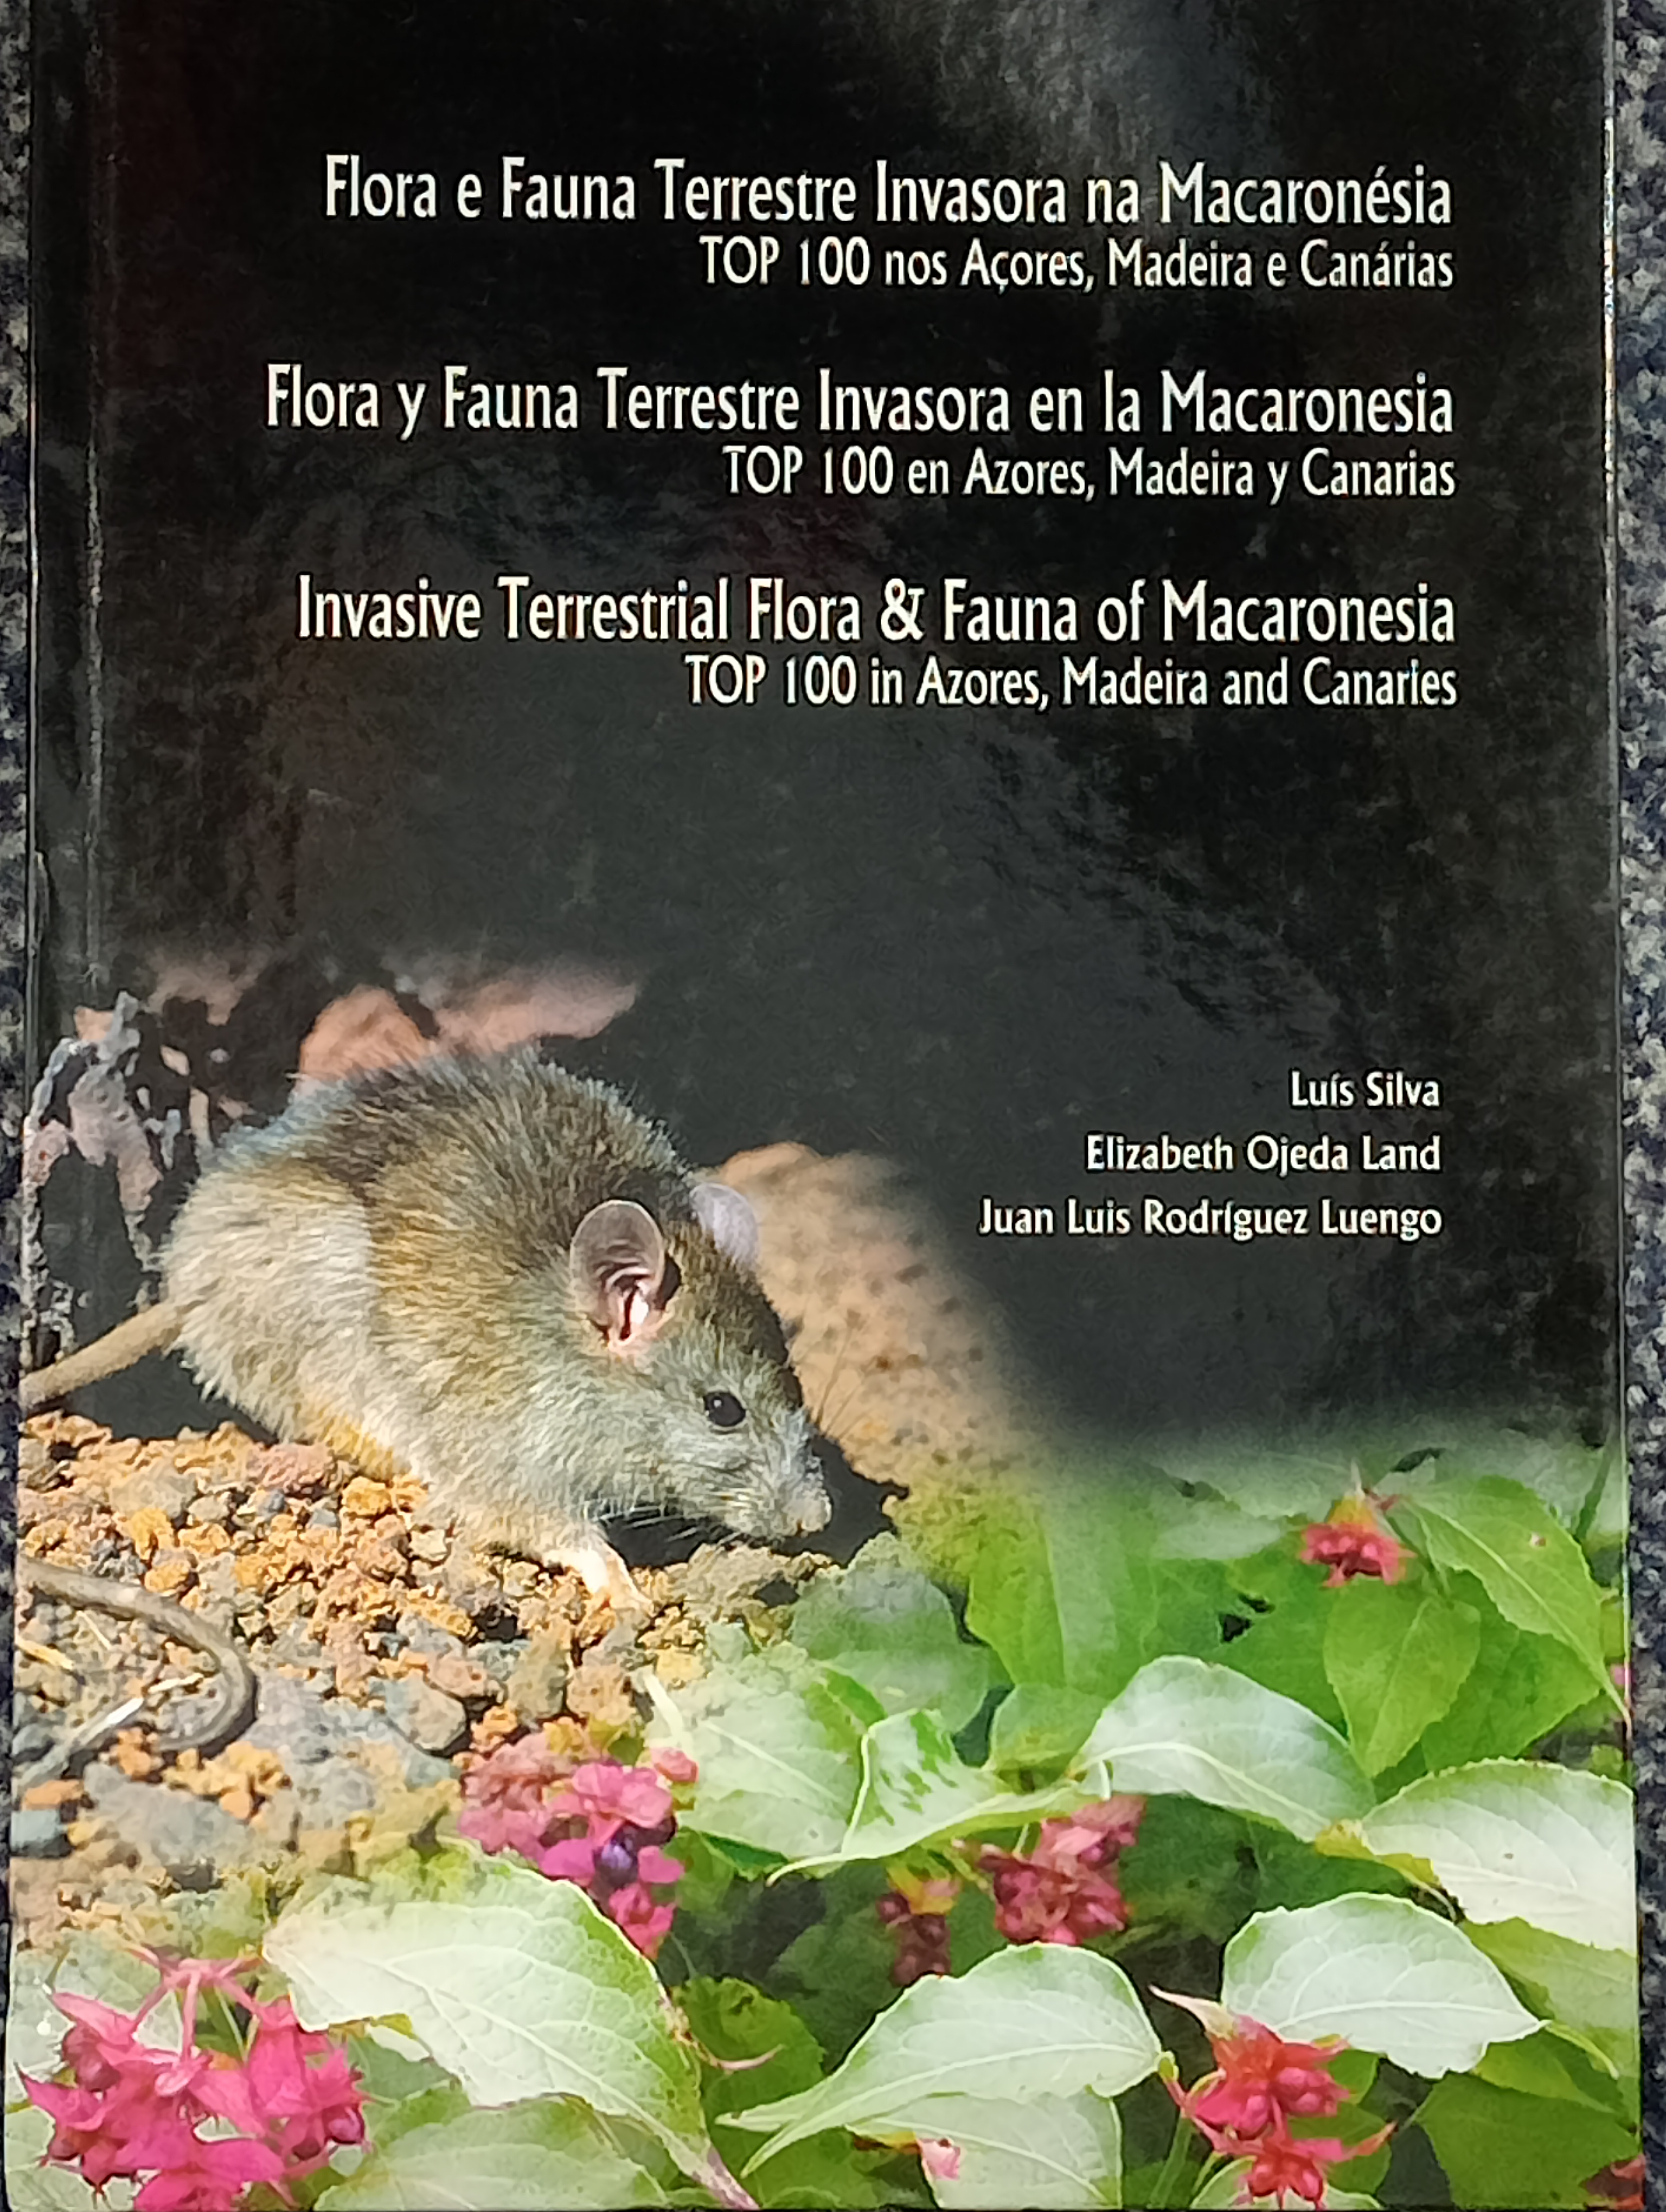 Flora e Fauna Terrestre Invasora na Macaronésia
TOP 100 nos Açores, Madeira e Canárias
Flora y Fauna Terrestre Invasora en la Macaronesia
TOP 100 en Azores, Madeira y Canarias
Invasive Terrestrial Flora & Fauna of Macaronesia
TOP 100 in Azores, Madeira and Canaries
Luís Silva
Elizabeth Ojeda Land
Juan Luis Rodríguez Luengo